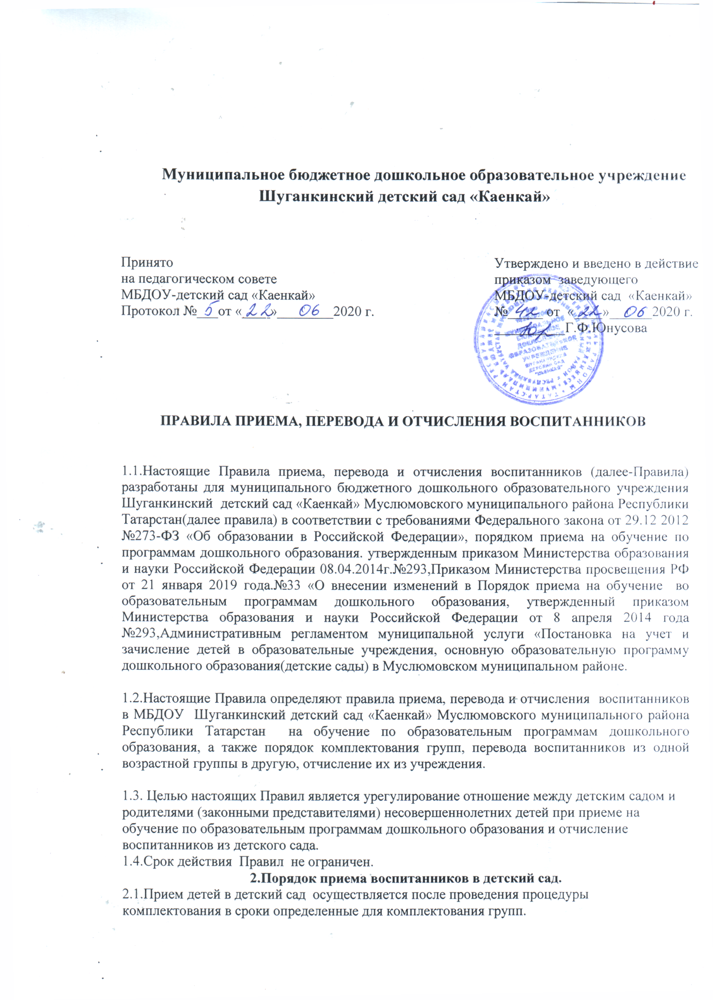 Муниципальное бюджетное дошкольное образовательное учреждение
Шуганкинский детский сад «Каенкай»
Принято
на педагогическом совете
МБДОУ-детский сад «Каенкай»
Протокол № 5 от « 22 » 06 2020 г.
Утверждено и введено в действие
приказом заведующего
МБДОУ-детский сад «Каенкай»
№ 42 от « 22 » 06 2020 г.
Г.Ф.Юнусова
МУНИЦИПАЛЬНОЕ
БЮДЖЕТНОЕ
ДОШКОЛЬНОЕ
ОБРАЗОВАТЕЛЬНОЕ
УЧРЕЖДЕНИЕ
ШУГАНКИНСКИЙ
ДЕТСКИЙ САД
"КАЕНКАЙ"
ПРАВИЛА ПРИЕМА, ПЕРЕВОДА И ОТЧИСЛЕНИЯ ВОСПИТАННИКОВ
1.1.Настоящие Правила приема, перевода и отчисления воспитанников (далее-Правила)
разработаны для муниципального бюджетного дошкольного образовательного учреждения
Шуганкинский детский сад «Каенкай» Муслюмовского муниципального района Республики
Татарстан(далее правила) в соответствии с требованиями Федерального закона от 29.12 2012
№273-ФЗ «Об образовании в Российской Федерации», порядком приема на обучение по
программам дошкольного образования. утвержденным приказом Министерства образования
и науки Российской Федерации 08.04.2014г.№293,Приказом Министерства просвещения РФ
от 21 января 2019 года.№33 «О внесении изменений в Порядок приема на обучение во
образовательным программам дошкольного образования, утвержденный приказом
Министерства образования и науки Российской Федерации от 8 апреля 2014 года
№293,Административным регламентом муниципальной услуги «Постановка на учет и
зачисление детей в образовательные учреждения, основную образовательную программу
дошкольного образования(детские сады) в Муслюмовском муниципальном районе.
1.2.Настоящие Правила определяют правила приема, перевода и отчисления воспитанников
в МБДОУ Шуганкинский детский сад «Каенкай» Муслюмовского муниципального района
Республики Татарстан на обучение по образовательным программам дошкольного
образования, а также порядок комплектования групп, перевода воспитанников из одной
возрастной группы в другую, отчисление их из учреждения.
1.3. Целью настоящих Правил является урегулирование отношение между детским садом и
родителями (законными представителями) несовершеннолетних детей при приеме на
обучение по образовательным программам дошкольного образования и отчисление
воспитанников из детского сада.
1.4.Срок действия Правил не ограничен.
2.Порядок приема воспитанников в детский сад.
2.1.Прием детей в детский сад осуществляется после проведения процедуры
комплектования в сроки определенные для комплектования групп.